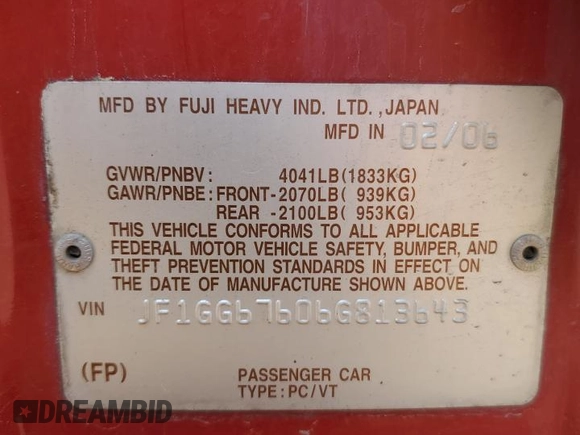 MFD BY FUJI HEAVY IND. LTD.,JAPAN
MFD IN 02/06
GVWR/PNBV: 4041LB(1833KG)
GAWR/PNBE: FRONT-2070LB( 939KG)
REAR -2100LB( 953KG)
THIS VEHICLE CONFORMS TO ALL APPLICABLE
FEDERAL MOTOR VEHICLE SAFETY, BUMPER, AND
THEFT PREVENTION STANDARDS IN EFFECT ON
THE DATE OF MANUFACTURE SHOWN ABOVE.
VIN JF1GG67606G813643
(FP) PASSENGER CAR
TYPE: PC/VT
DREAMBID